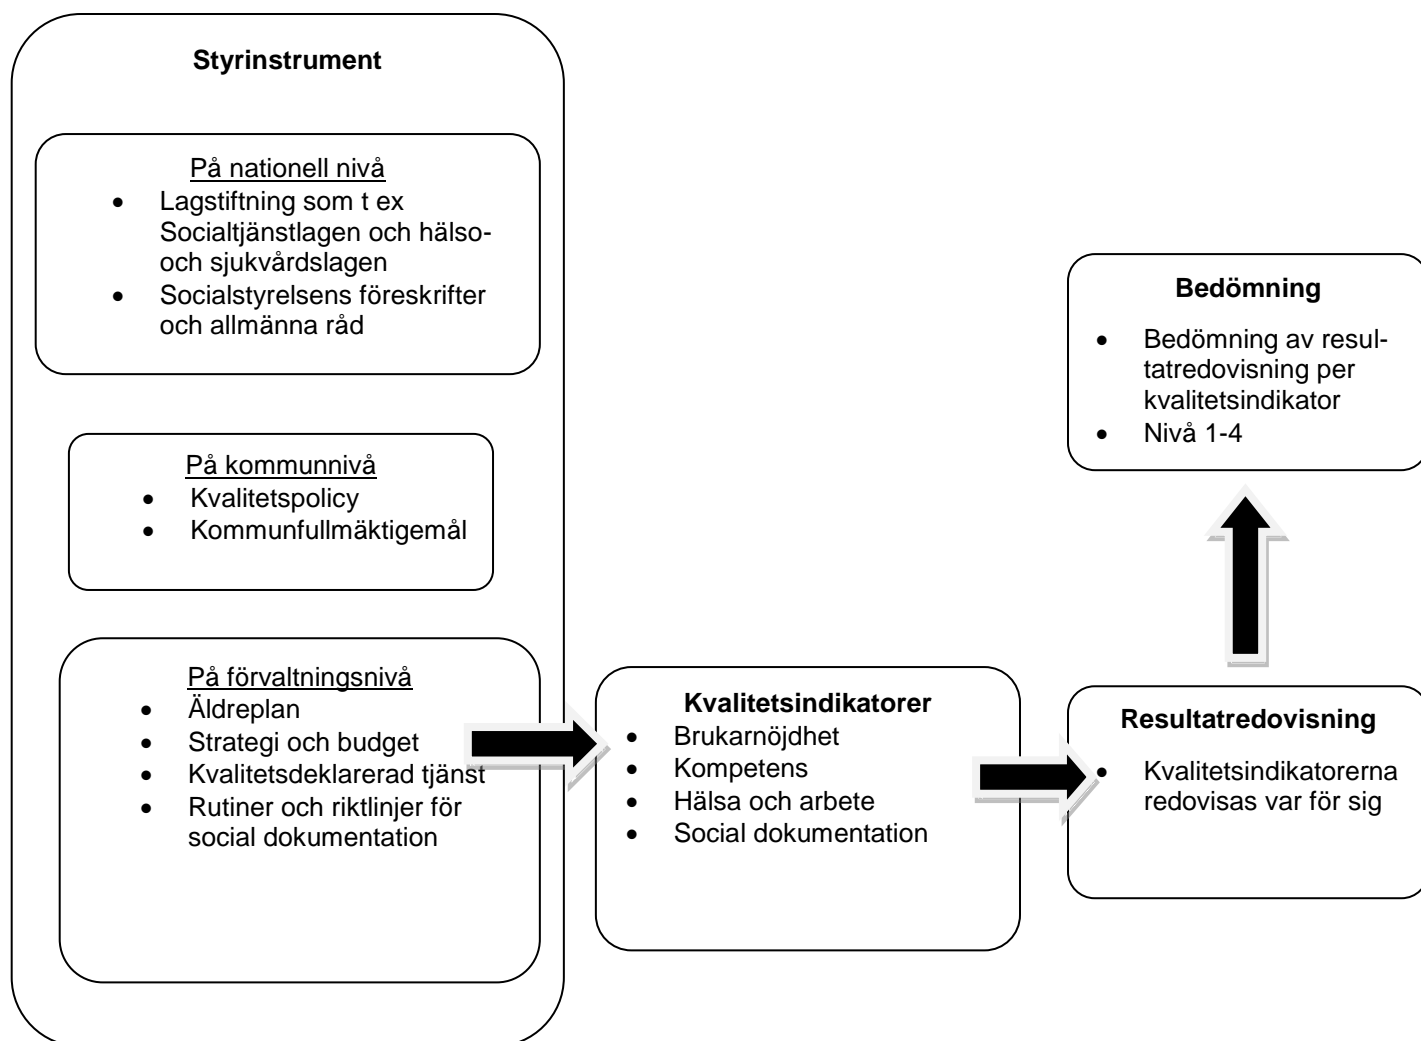 Styrinstrument
På nationell nivå
• Lagstiftning som t ex
Socialtjänstlagen och hälso-
och sjukvårdslagen
• Socialstyrelsens föreskrifter
och allmänna råd
På kommunnivå
• Kvalitetspolicy
• Kommunfullmäktigemål
På förvaltningsnivå
• Äldreplan
• Strategi och budget
• Kvalitetsdeklarerad tjänst
• Rutiner och riktlinjer för
social dokumentation
Kvalitetsindikatorer
• Brukarnöjdhet
• Kompetens
• Hälsa och arbete
• Social dokumentation
Resultatredovisning
• Kvalitetsindikatorerna
redovisas var för sig
Bedömning
• Bedömning av resul-
tatredovisning per
kvalitetsindikator
• Nivå 1-4